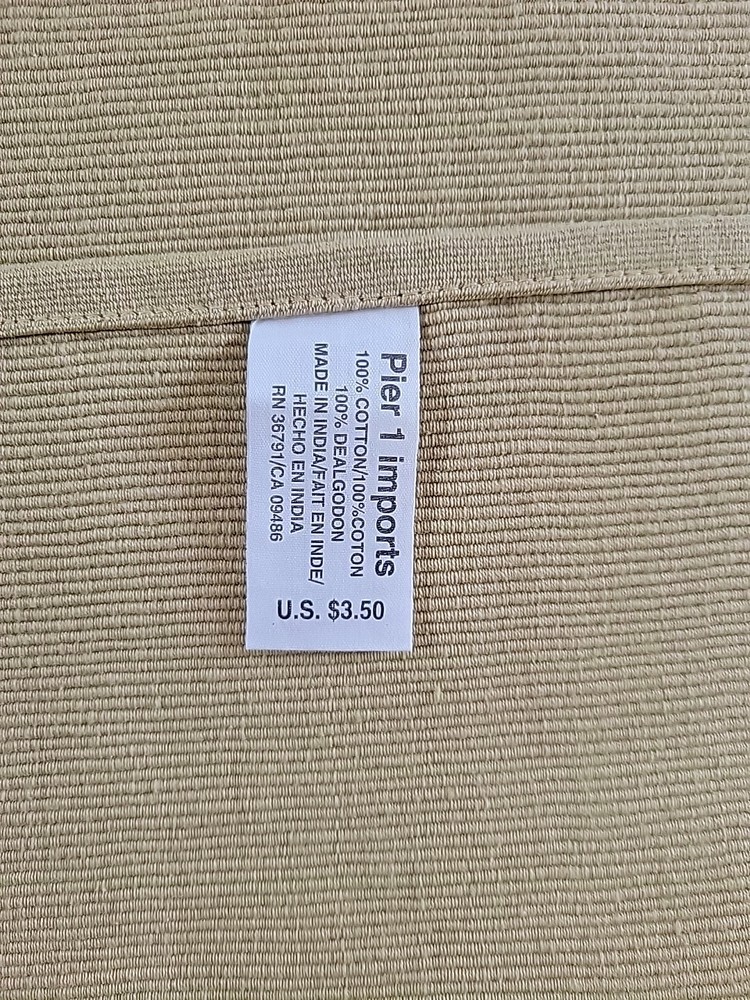 Pier 1 imports
100% COTTON/100%COTON
100% DEALGODON
MADE IN INDIA/FAIT EN INDE/
HECHO EN INDIA
RN 36791/CA 09486
U.S. $3.50